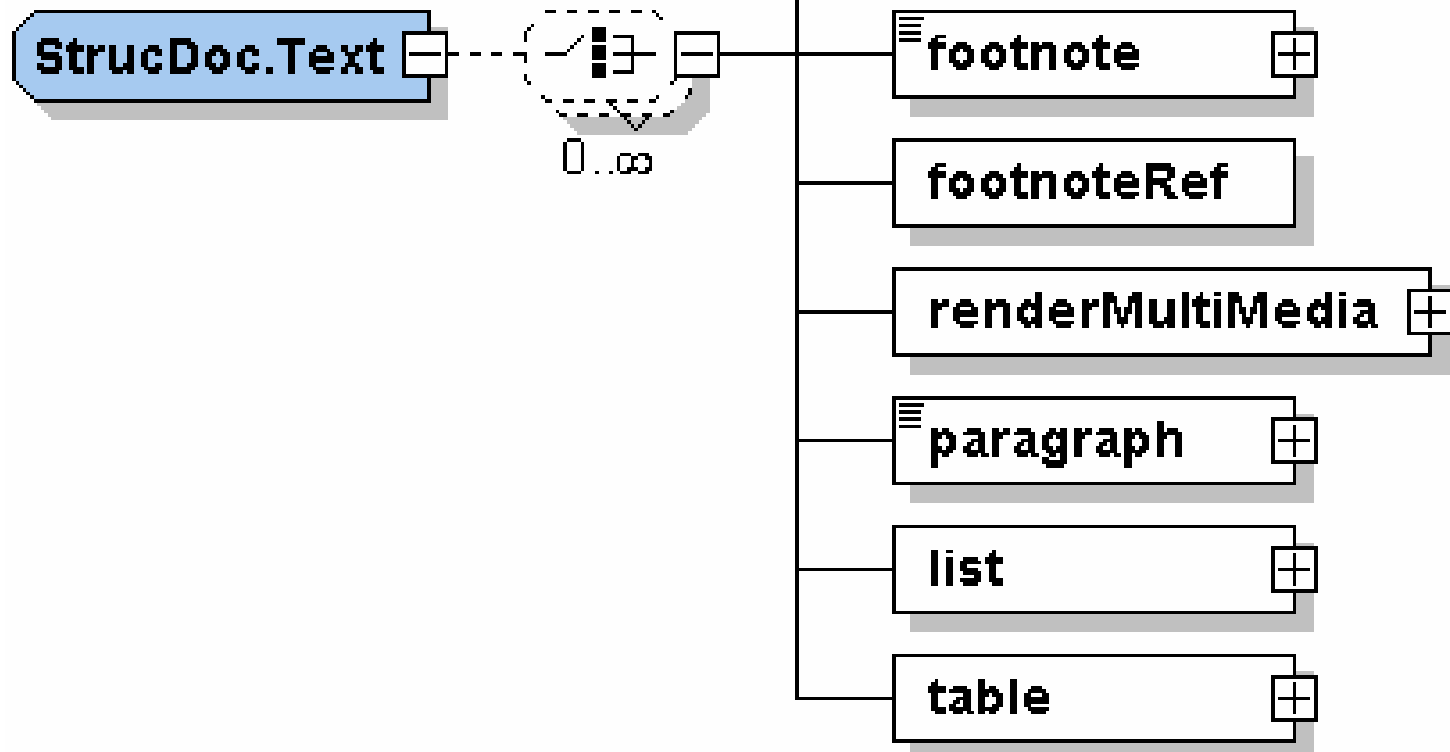 StrucDoc.Text
0..∞
footnote
footnoteRef
renderMultiMedia
paragraph
list
table